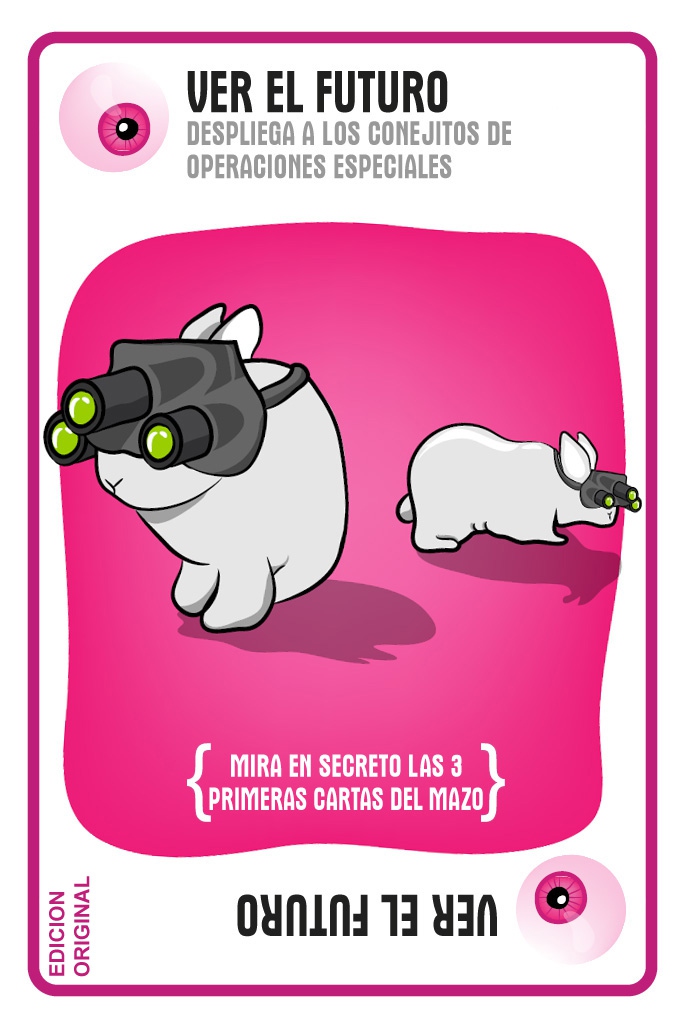 VER EL FUTURO
DESPLIEGA A LOS CONEJITOS DE
OPERACIONES ESPECIALES
MIRA EN SECRETO LAS 3
PRIMERAS CARTAS DEL MAZO
EDICION
ORIGINAL
VER EL FUTURO